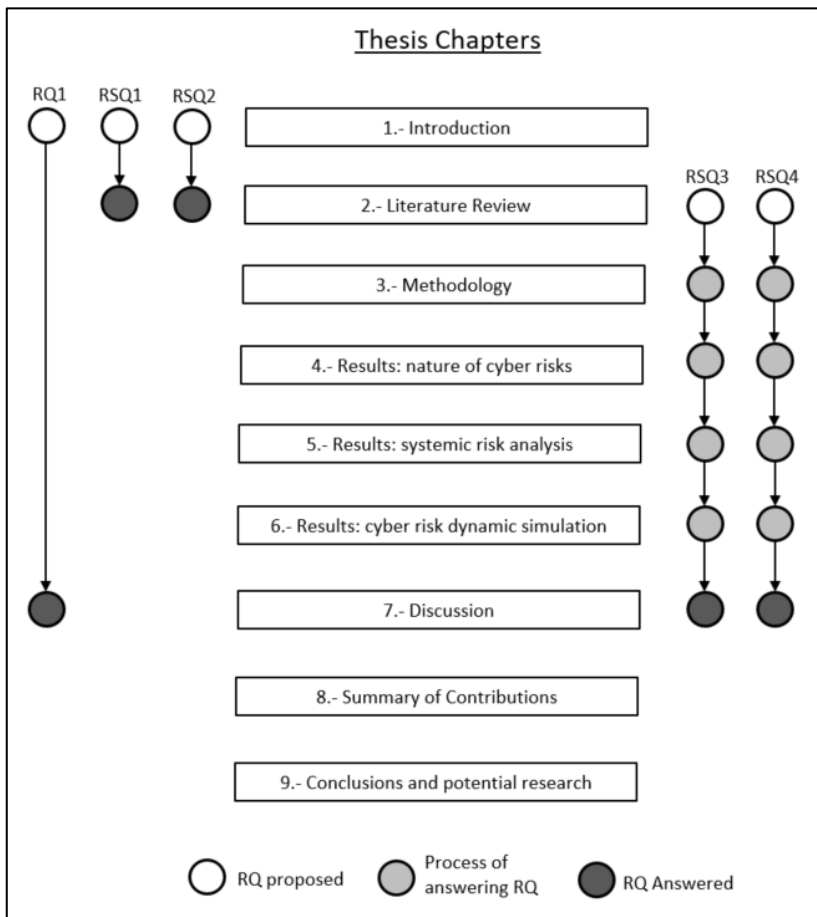 Thesis Chapters
RQ1
RSQ1
RSQ2
1.- Introduction
RSQ3
RSQ4
2.- Literature Review
3.- Methodology
4.- Results: nature of cyber risks
5.- Results: systemic risk analysis
6.- Results: cyber risk dynamic simulation
7.- Discussion
8.- Summary of Contributions
9.- Conclusions and potential research
RQ proposed
Process of
answering RQ
RQ Answered